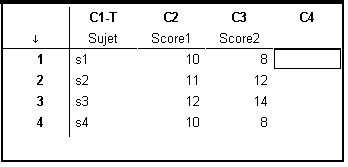 ↓ C1-T C2 C3 C4
Sujet Score1 Score2
1 s1 10 8
2 s2 11 12
3 s3 12 14
4 s4 10 8